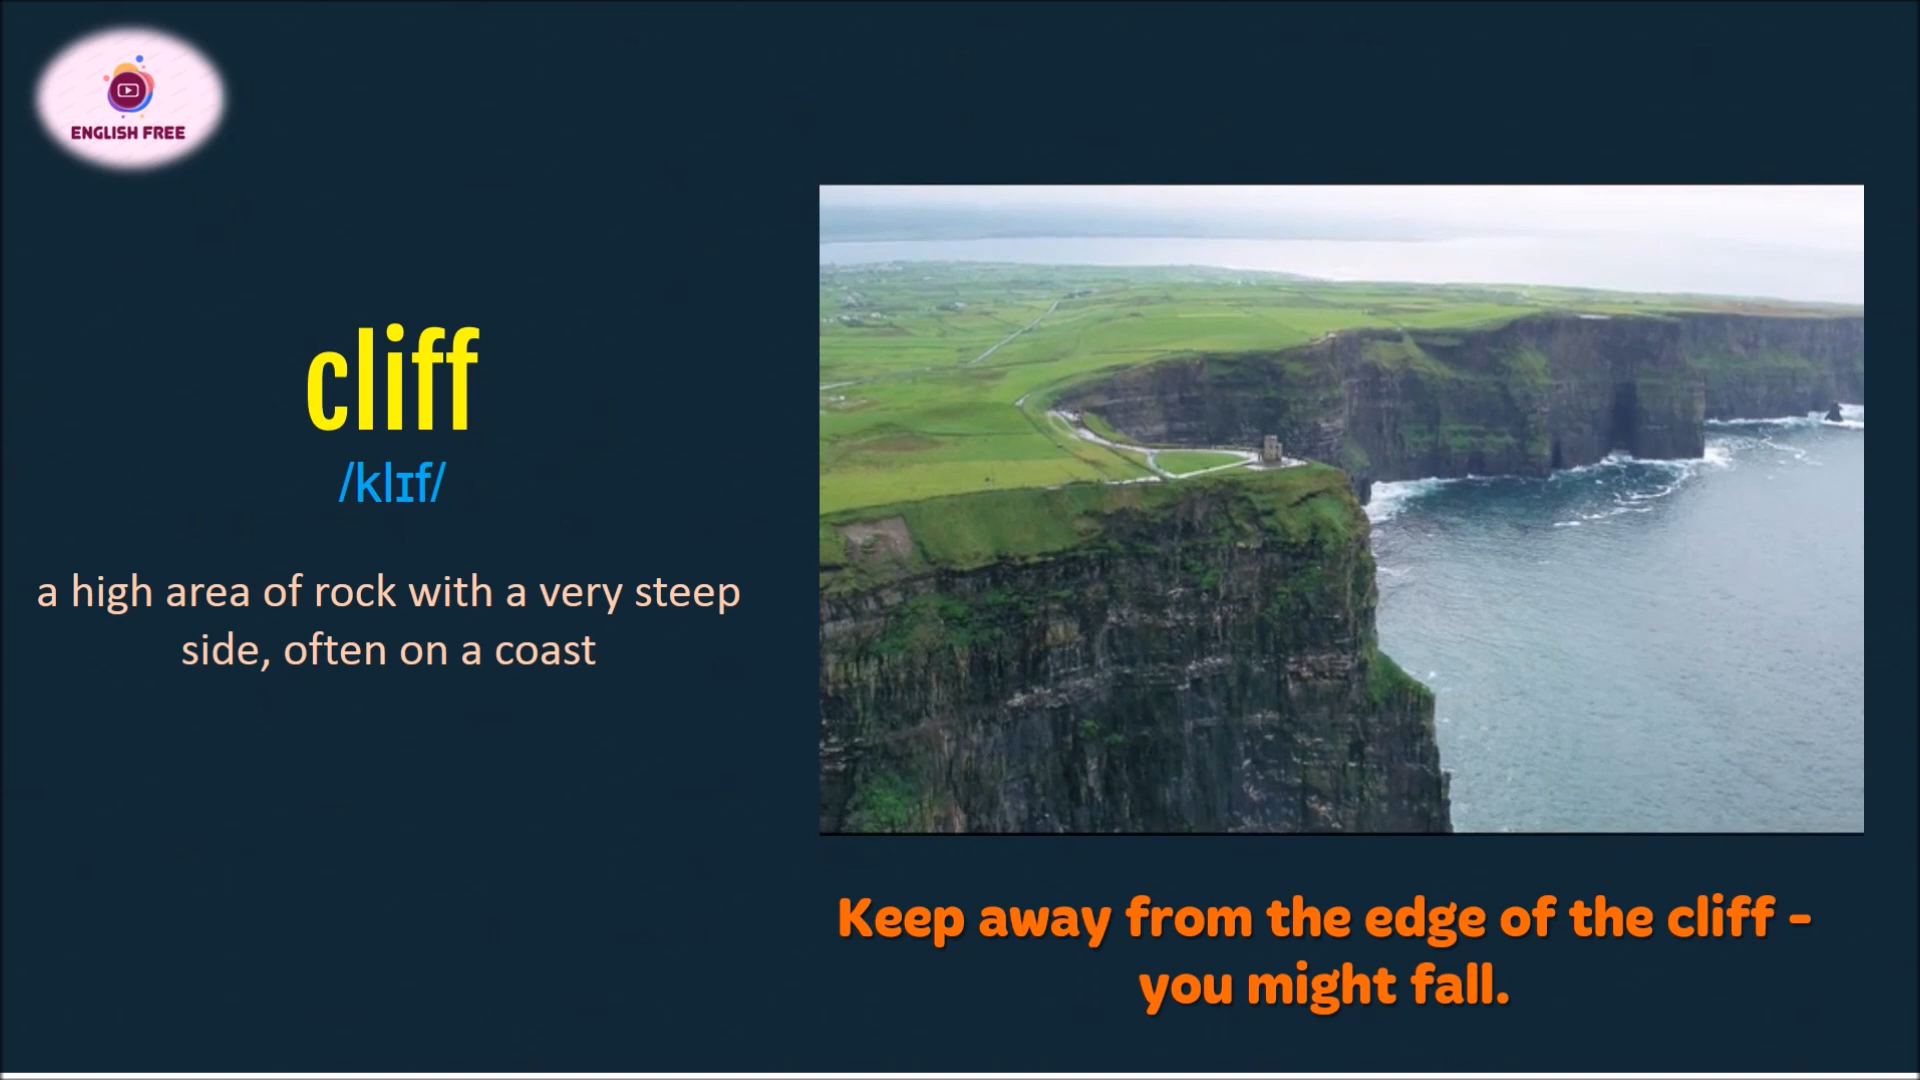 ENGLISH FREE
cliff
/klɪf/
a high area of rock with a very steep
side, often on a coast
Keep away from the edge of the cliff -
you might fall.